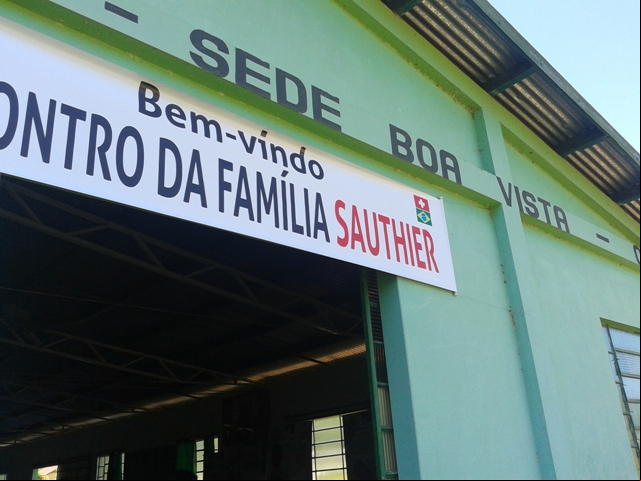 - SEDE BOA VISTA -
Bem-vindo
ONTRO DA FAMÍLIA SAUTHIER